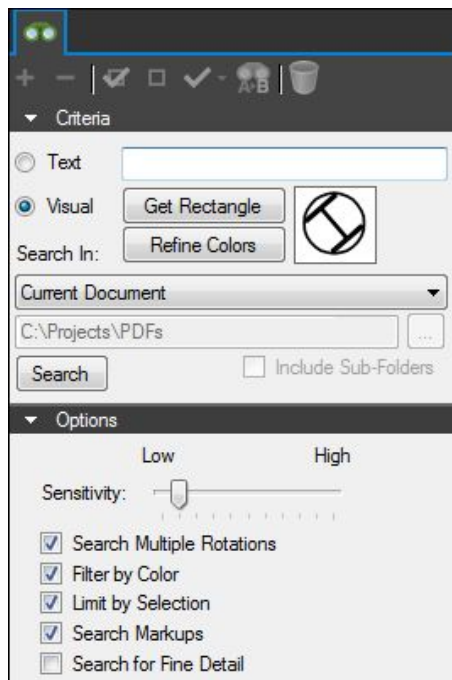 A▸B
Criteria
Text
Visual Get Rectangle
Search In: Refine Colors
Current Document
C:\Projects\PDFs ...
Search Include Sub-Folders
Options
Low High
Sensitivity:
Search Multiple Rotations
Filter by Color
Limit by Selection
Search Markups
Search for Fine Detail